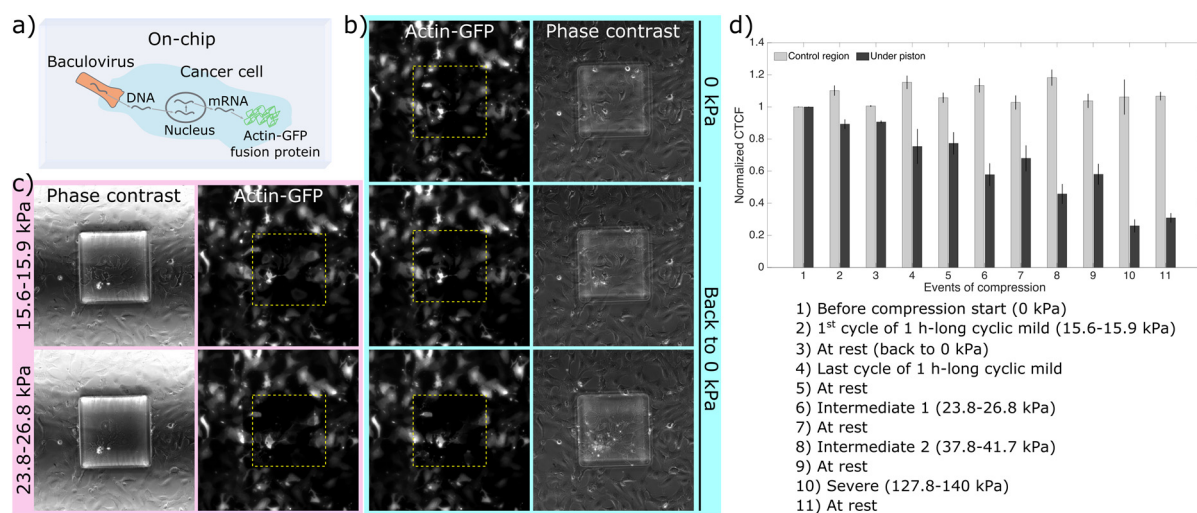 a)
On-chip
Baculovirus
Cancer cell
DNA
mRNA
Nucleus
Actin-GFP
fusion protein
b)
Actin-GFP
Phase contrast
0 kPa
Back to 0 kPa
c)
Phase contrast
Actin-GFP
15.6-15.9 kPa
23.8-26.8 kPa
d)
Control region
Under piston
Normalized CTCF
1.4
1.2
1
0.8
0.6
0.4
0.2
0
1 2 3 4 5 6 7 8 9 10 11
Events of compression
1) Before compression start (0 kPa)
2) 1st cycle of 1 h-long cyclic mild (15.6-15.9 kPa)
3) At rest (back to 0 kPa)
4) Last cycle of 1 h-long cyclic mild
5) At rest
6) Intermediate 1 (23.8-26.8 kPa)
7) At rest
8) Intermediate 2 (37.8-41.7 kPa)
9) At rest
10) Severe (127.8-140 kPa)
11) At rest